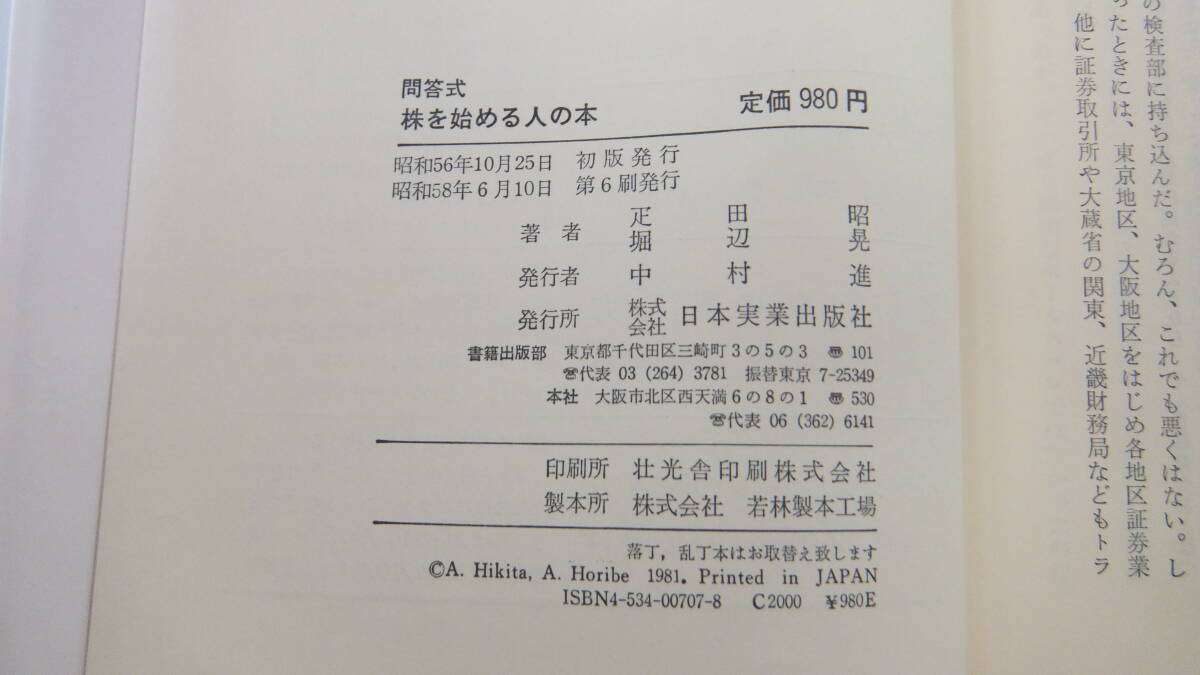 問答式
株を始める人の本 定価 980 円
昭和56年10月25日 初版発行
昭和58年6月10日 第6刷発行
著者 疋田昭
堀辺晃
発行者 中村進
発行所 株式会社 日本実業出版社
書籍出版部 東京都千代田区三崎町3の5の3 〠 101
☎代表 03 (264) 3781 振替東京 7-25349
本社 大阪市北区西天満6の8の1 〠 530
☎代表 06 (362) 6141
印刷所 壮光舎印刷株式会社
製本所 株式会社 若林製本工場
落丁，乱丁本はお取替え致します
©A. Hikita, A. Horibe 1981. Printed in JAPAN
ISBN4-534-00707-8 C2000 ¥980E
の検査部に持ち込んだ。むろん、これでも悪くはない。し
ったときには、東京地区、大阪地区をはじめ各地区証券業
他に証券取引所や大蔵省の関東、近畿財務局などもトラ